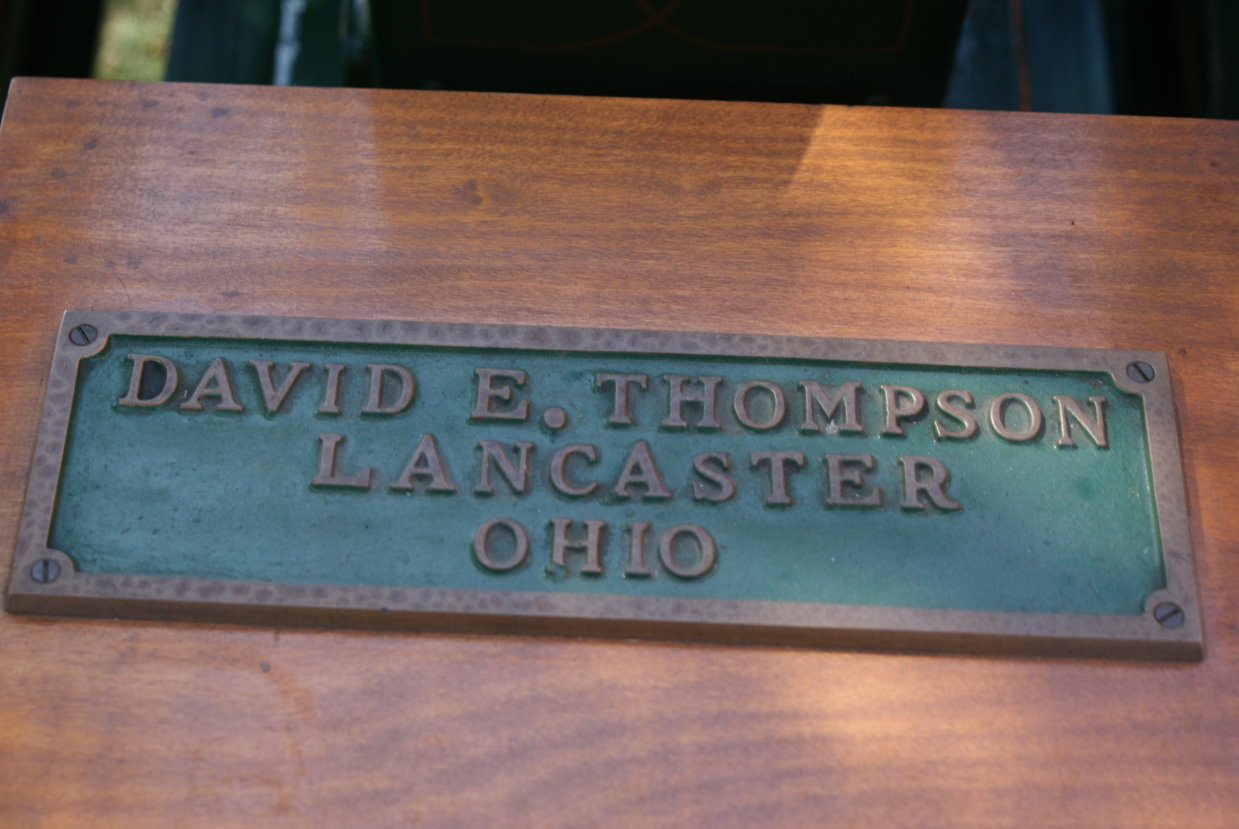 DAVID E. THOMPSON
LANCASTER
OHIO